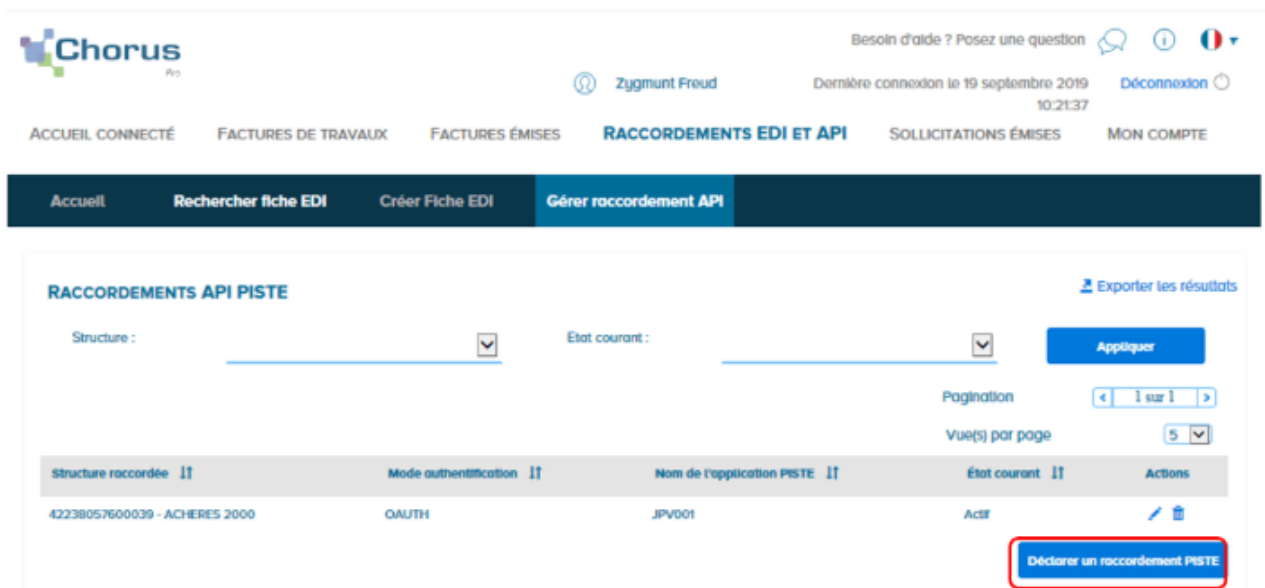 Chorus
Pro
Besoin d'aide ? Posez une question
Zygmunt Freud
Dernière connexion le 19 septembre 2019
10:21:37
Déconnexion
ACCUEIL CONNECTÉ FACTURES DE TRAVAUX FACTURES ÉMISES RACCORDEMENTS EDI ET API SOLLICITATIONS ÉMISES MON COMPTE
Accueil Rechercher fiche EDI Créer Fiche EDI Gérer raccordement API
RACCORDEMENTS API PISTE
Exporter les résultats
Structure : Etat courant : Appliquer
Pagination 1 sur 1
Vue(s) par page 5
Structure raccordée Mode authentification Nom de l'application PISTE État courant Actions
42238057600039 - ACHERES 2000 OAUTH JPV001 Actif
Déclarer un raccordement PISTE